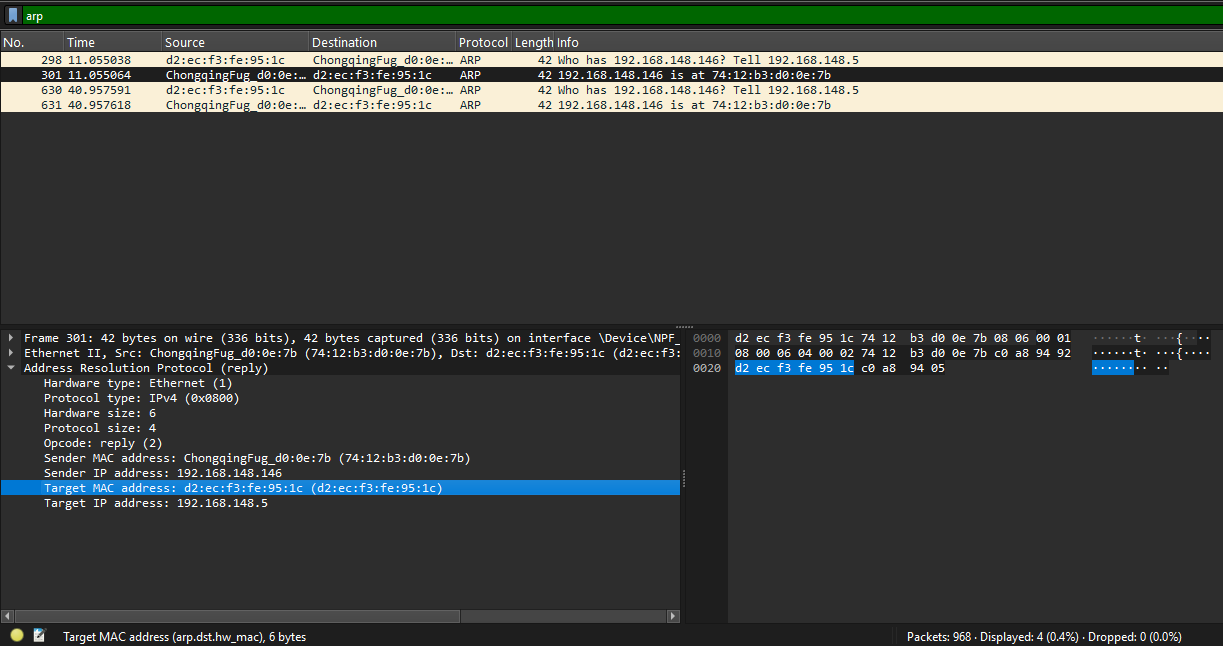 arp
No. Time Source Destination Protocol Length Info
298 11.055038 d2:ec:f3:fe:95:1c ChongqingFug_d0:0e:… ARP 42 Who has 192.168.148.146? Tell 192.168.148.5
301 11.055064 ChongqingFug_d0:0e:… d2:ec:f3:fe:95:1c ARP 42 192.168.148.146 is at 74:12:b3:d0:0e:7b
630 40.957591 d2:ec:f3:fe:95:1c ChongqingFug_d0:0e:… ARP 42 Who has 192.168.148.146? Tell 192.168.148.5
631 40.957618 ChongqingFug_d0:0e:… d2:ec:f3:fe:95:1c ARP 42 192.168.148.146 is at 74:12:b3:d0:0e:7b
Frame 301: 42 bytes on wire (336 bits), 42 bytes captured (336 bits) on interface \Device\NPF_
Ethernet II, Src: ChongqingFug_d0:0e:7b (74:12:b3:d0:0e:7b), Dst: d2:ec:f3:fe:95:1c (d2:ec:f3:
Address Resolution Protocol (reply)
Hardware type: Ethernet (1)
Protocol type: IPv4 (0x0800)
Hardware size: 6
Protocol size: 4
Opcode: reply (2)
Sender MAC address: ChongqingFug_d0:0e:7b (74:12:b3:d0:0e:7b)
Sender IP address: 192.168.148.146
Target MAC address: d2:ec:f3:fe:95:1c (d2:ec:f3:fe:95:1c)
Target IP address: 192.168.148.5
0000 d2 ec f3 fe 95 1c 74 12 b3 d0 0e 7b 08 06 00 01 ······t· ···{····
0010 08 00 06 04 00 02 74 12 b3 d0 0e 7b c0 a8 94 92 ······t· ···{····
0020 d2 ec f3 fe 95 1c c0 a8 94 05 ········ ··
Target MAC address (arp.dst.hw_mac), 6 bytes
Packets: 968 · Displayed: 4 (0.4%) · Dropped: 0 (0.0%)